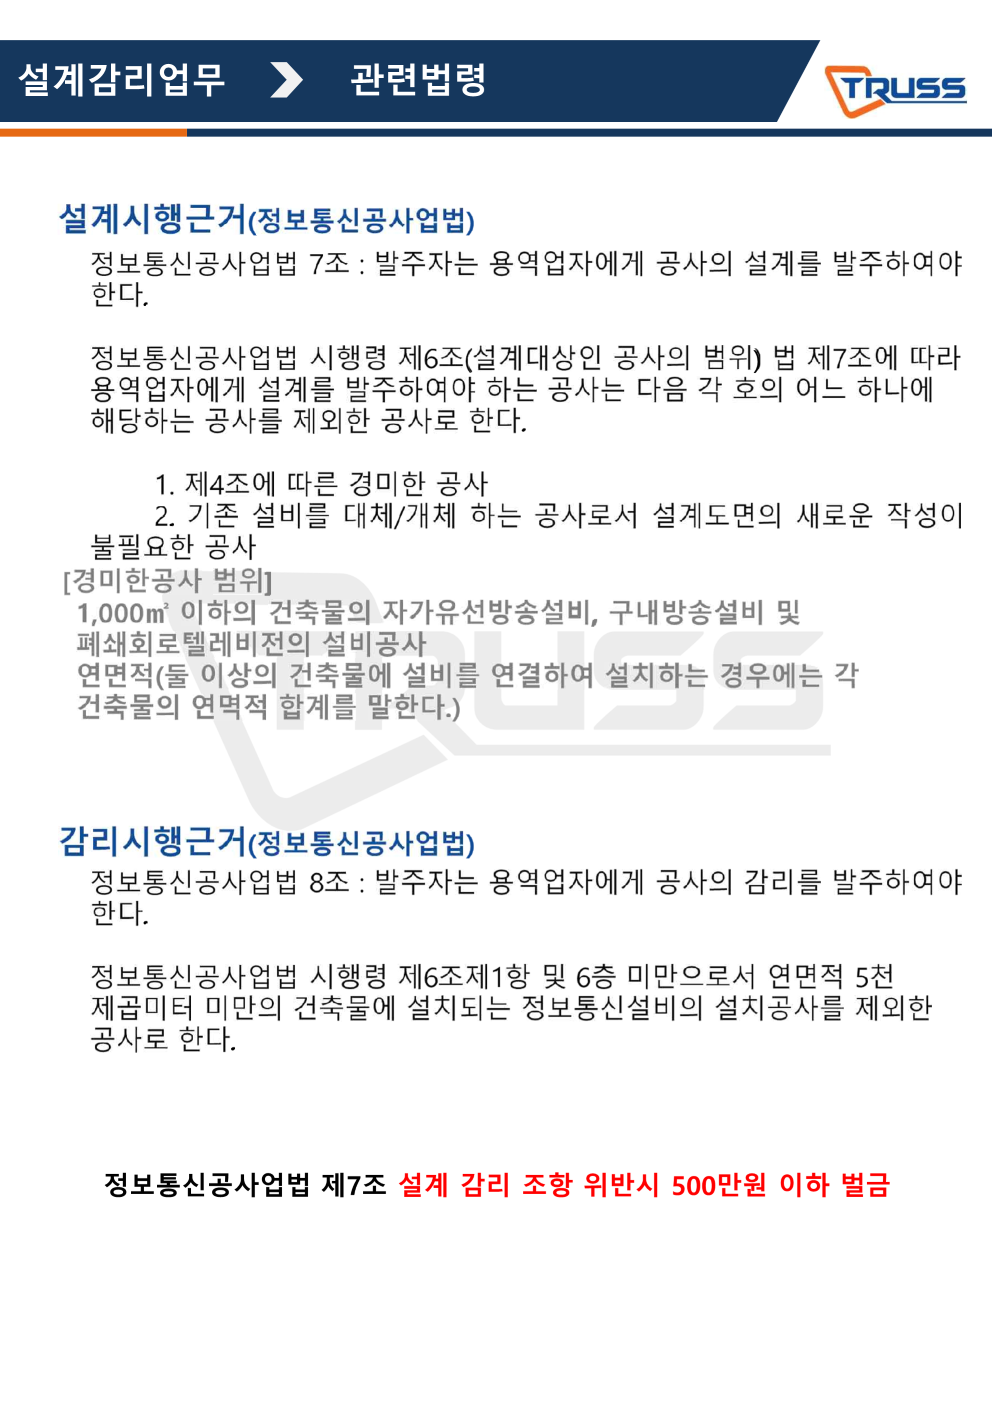 설계감리업무 관련법령
TRUSS
설계시행근거(정보통신공사업법)
정보통신공사업법 7조 : 발주자는 용역업자에게 공사의 설계를 발주하여야
한다.
정보통신공사업법 시행령 제6조(설계대상인 공사의 범위) 법 제7조에 따라
용역업자에게 설계를 발주하여야 하는 공사는 다음 각 호의 어느 하나에
해당하는 공사를 제외한 공사로 한다.
1. 제4조에 따른 경미한 공사
2. 기존 설비를 대체/개체 하는 공사로서 설계도면의 새로운 작성이
불필요한 공사
[경미한공사 범위]
1,000㎡ 이하의 건축물의 자가유선방송설비, 구내방송설비 및
폐쇄회로텔레비전의 설비공사
연면적(둘 이상의 건축물에 설비를 연결하여 설치하는 경우에는 각
건축물의 연멱적 합계를 말한다.)
TRUSS
감리시행근거(정보통신공사업법)
정보통신공사업법 8조 : 발주자는 용역업자에게 공사의 감리를 발주하여야
한다.
정보통신공사업법 시행령 제6조제1항 및 6층 미만으로서 연면적 5천
제곱미터 미만의 건축물에 설치되는 정보통신설비의 설치공사를 제외한
공사로 한다.
정보통신공사업법 제7조 설계 감리 조항 위반시 500만원 이하 벌금